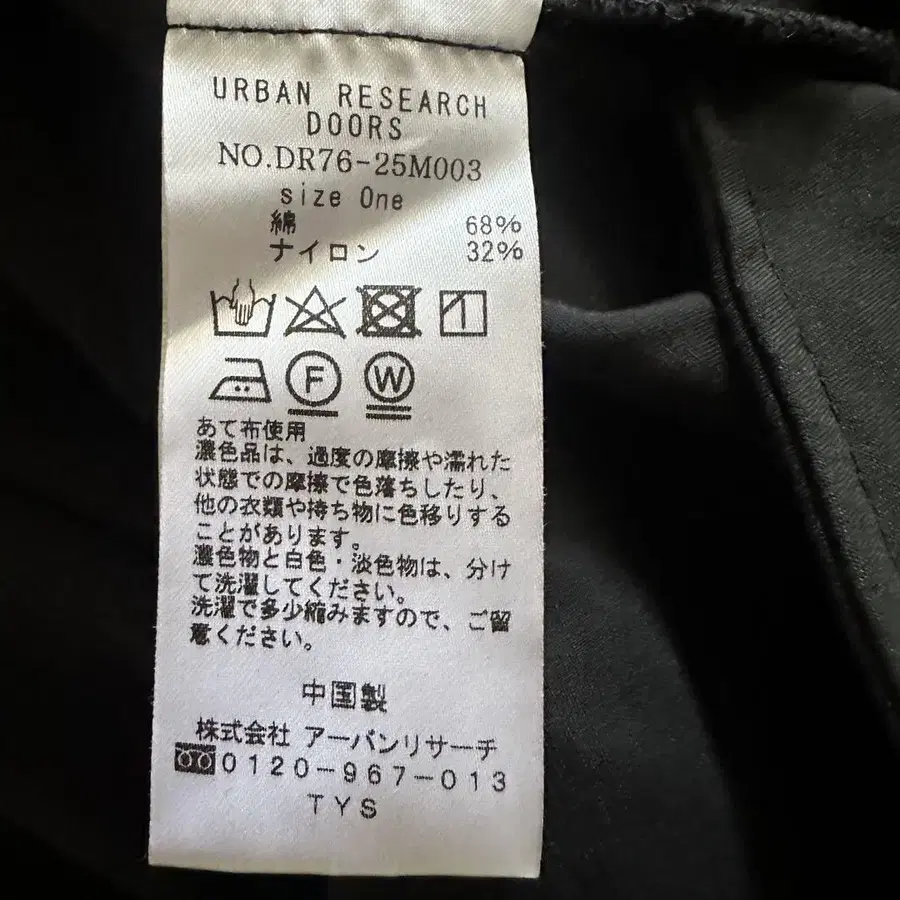 URBAN RESEARCH
DOORS
NO.DR76-25M003
size One
綿 68%
ナイロン 32%
F W
あて布使用
濃色品は、過度の摩擦や濡れた
状態での摩擦で色落ちしたり、
他の衣類や持ち物に色移りする
ことがあります。
濃色物と白色・淡色物は、分け
て洗濯してください。
洗濯で多少縮みますので、ご留
意ください。
中国製
株式会社 アーバンリサーチ
0120-967-013
TYS